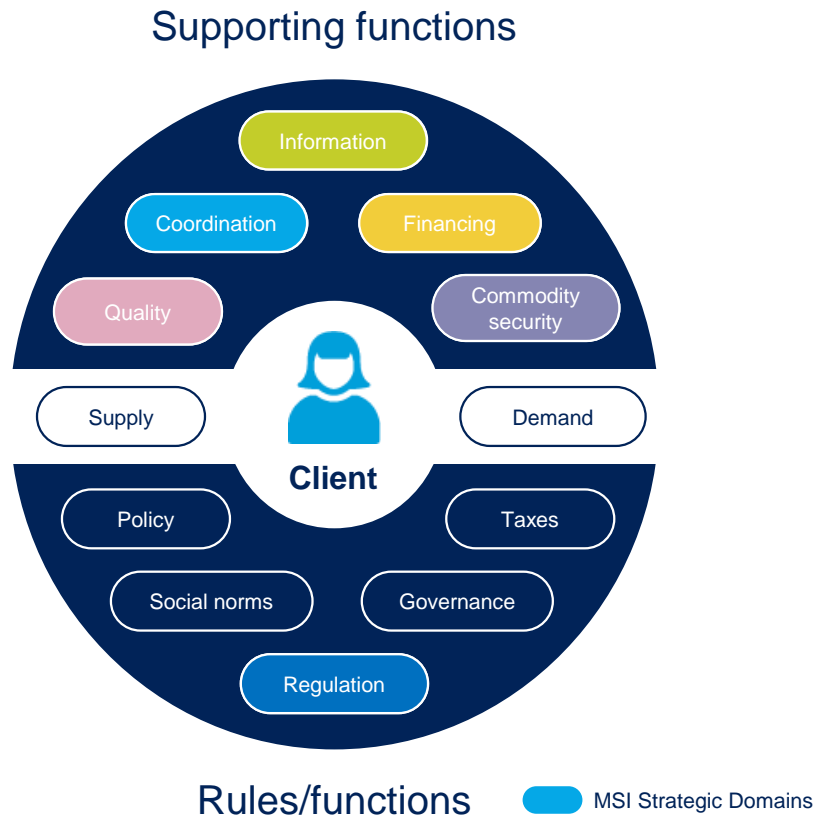 Supporting functions
Information
Coordination
Financing
Quality
Commodity
security
Supply
Demand
Client
Policy
Taxes
Social norms
Governance
Regulation
Rules/functions
MSI Strategic Domains